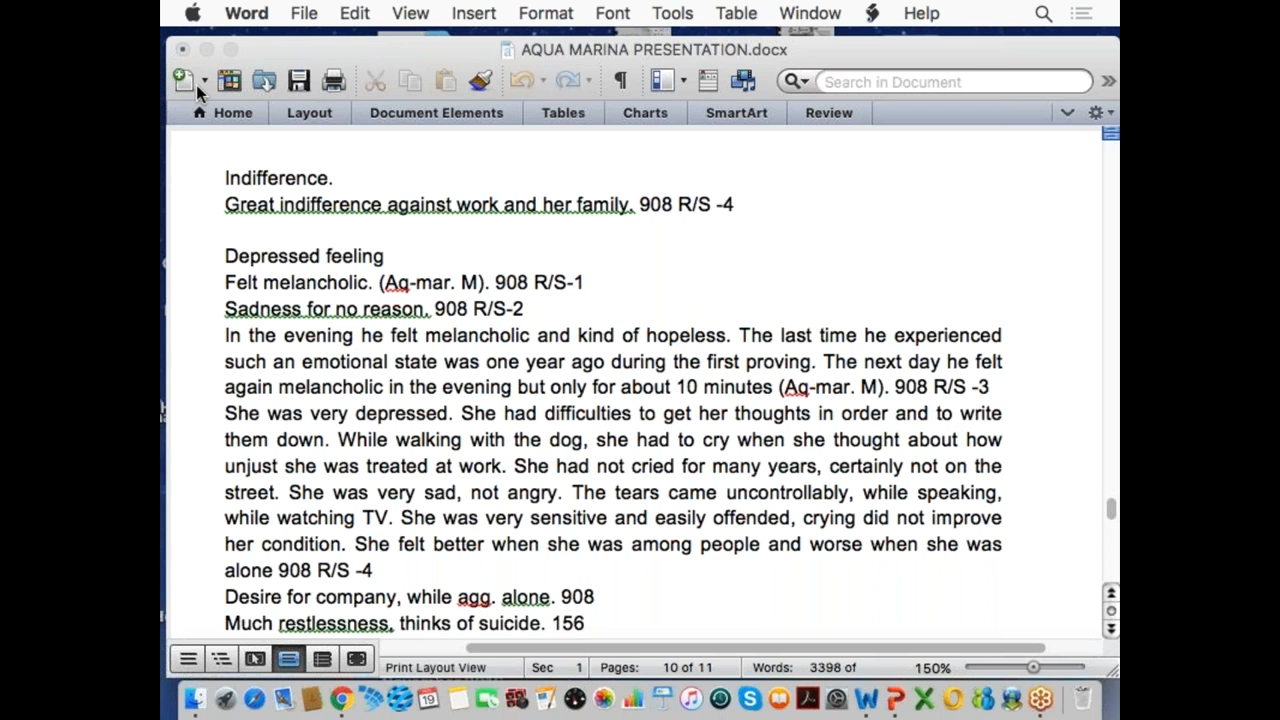 Word File Edit View Insert Format Font Tools Table Window Help
AQUA MARINA PRESENTATION.docx
Search in Document
Home Layout Document Elements Tables Charts SmartArt Review
Indifference.
Great indifference against work and her family. 908 R/S -4
Depressed feeling
Felt melancholic. (Aq-mar. M). 908 R/S-1
Sadness for no reason. 908 R/S-2
In the evening he felt melancholic and kind of hopeless. The last time he experienced
such an emotional state was one year ago during the first proving. The next day he felt
again melancholic in the evening but only for about 10 minutes (Aq-mar. M). 908 R/S -3
She was very depressed. She had difficulties to get her thoughts in order and to write
them down. While walking with the dog, she had to cry when she thought about how
unjust she was treated at work. She had not cried for many years, certainly not on the
street. She was very sad, not angry. The tears came uncontrollably, while speaking,
while watching TV. She was very sensitive and easily offended, crying did not improve
her condition. She felt better when she was among people and worse when she was
alone 908 R/S -4
Desire for company, while agg. alone. 908
Much restlessness, thinks of suicide. 156
Print Layout View Sec 1 Pages: 10 of 11 Words: 3398 of 150%
19